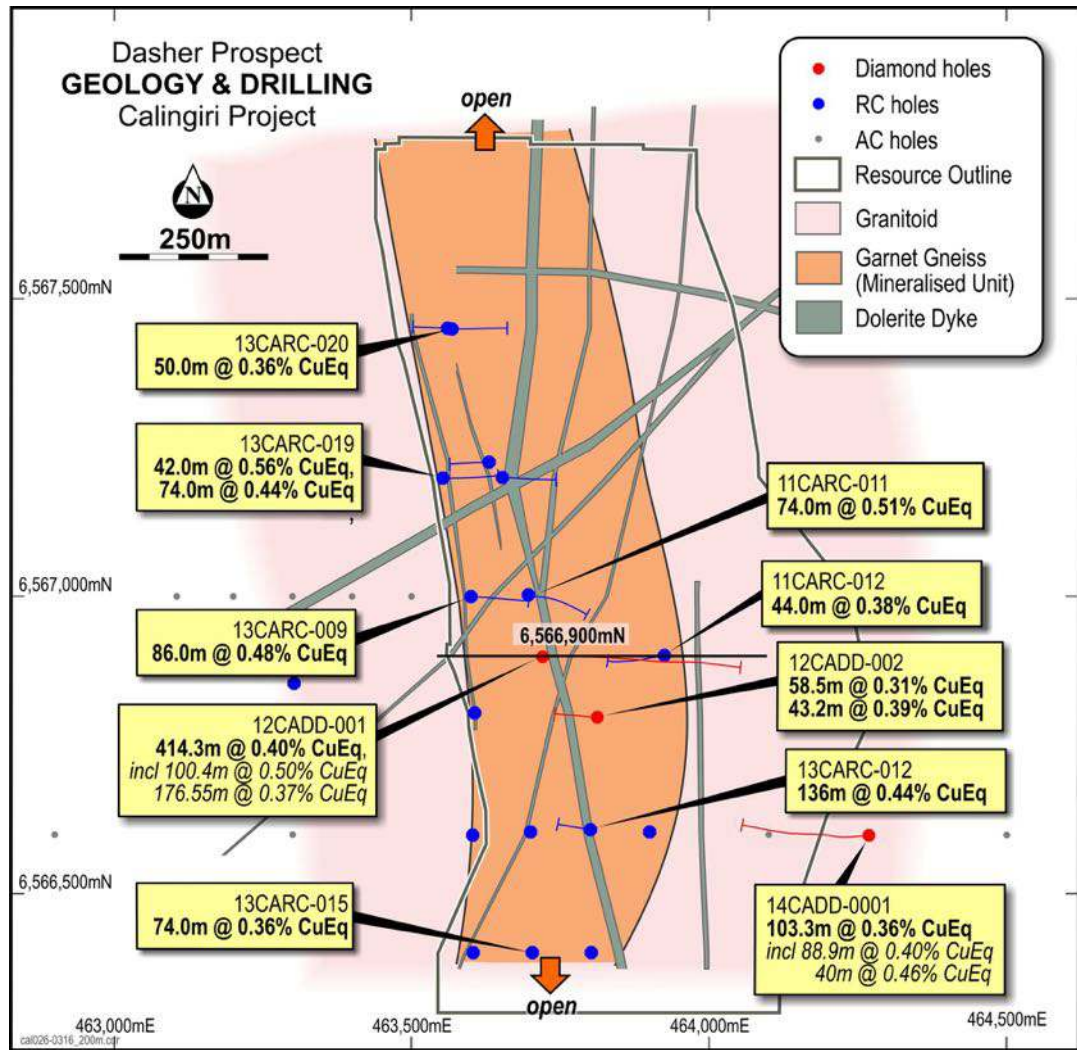 Dasher Prospect
GEOLOGY & DRILLING
Calingiri Project
N
250m
open
Diamond holes
RC holes
AC holes
Resource Outline
Granitoid
Garnet Gneiss
(Mineralised Unit)
Dolerite Dyke
6,567,500mN
13CARC-020
50.0m @ 0.36% CuEq
13CARC-019
42.0m @ 0.56% CuEq,
74.0m @ 0.44% CuEq
,
11CARC-011
74.0m @ 0.51% CuEq
6,567,000mN
11CARC-012
44.0m @ 0.38% CuEq
13CARC-009
86.0m @ 0.48% CuEq
6,566,900mN
12CADD-002
58.5m @ 0.31% CuEq
43.2m @ 0.39% CuEq
12CADD-001
414.3m @ 0.40% CuEq,
incl 100.4m @ 0.50% CuEq
176.55m @ 0.37% CuEq
13CARC-012
136m @ 0.44% CuEq
6,566,500mN
13CARC-015
74.0m @ 0.36% CuEq
14CADD-0001
103.3m @ 0.36% CuEq
incl 88.9m @ 0.40% CuEq
40m @ 0.46% CuEq
open
463,000mE
463,500mE
464,000mE
464,500mE
cal026-0316_200m.cdr